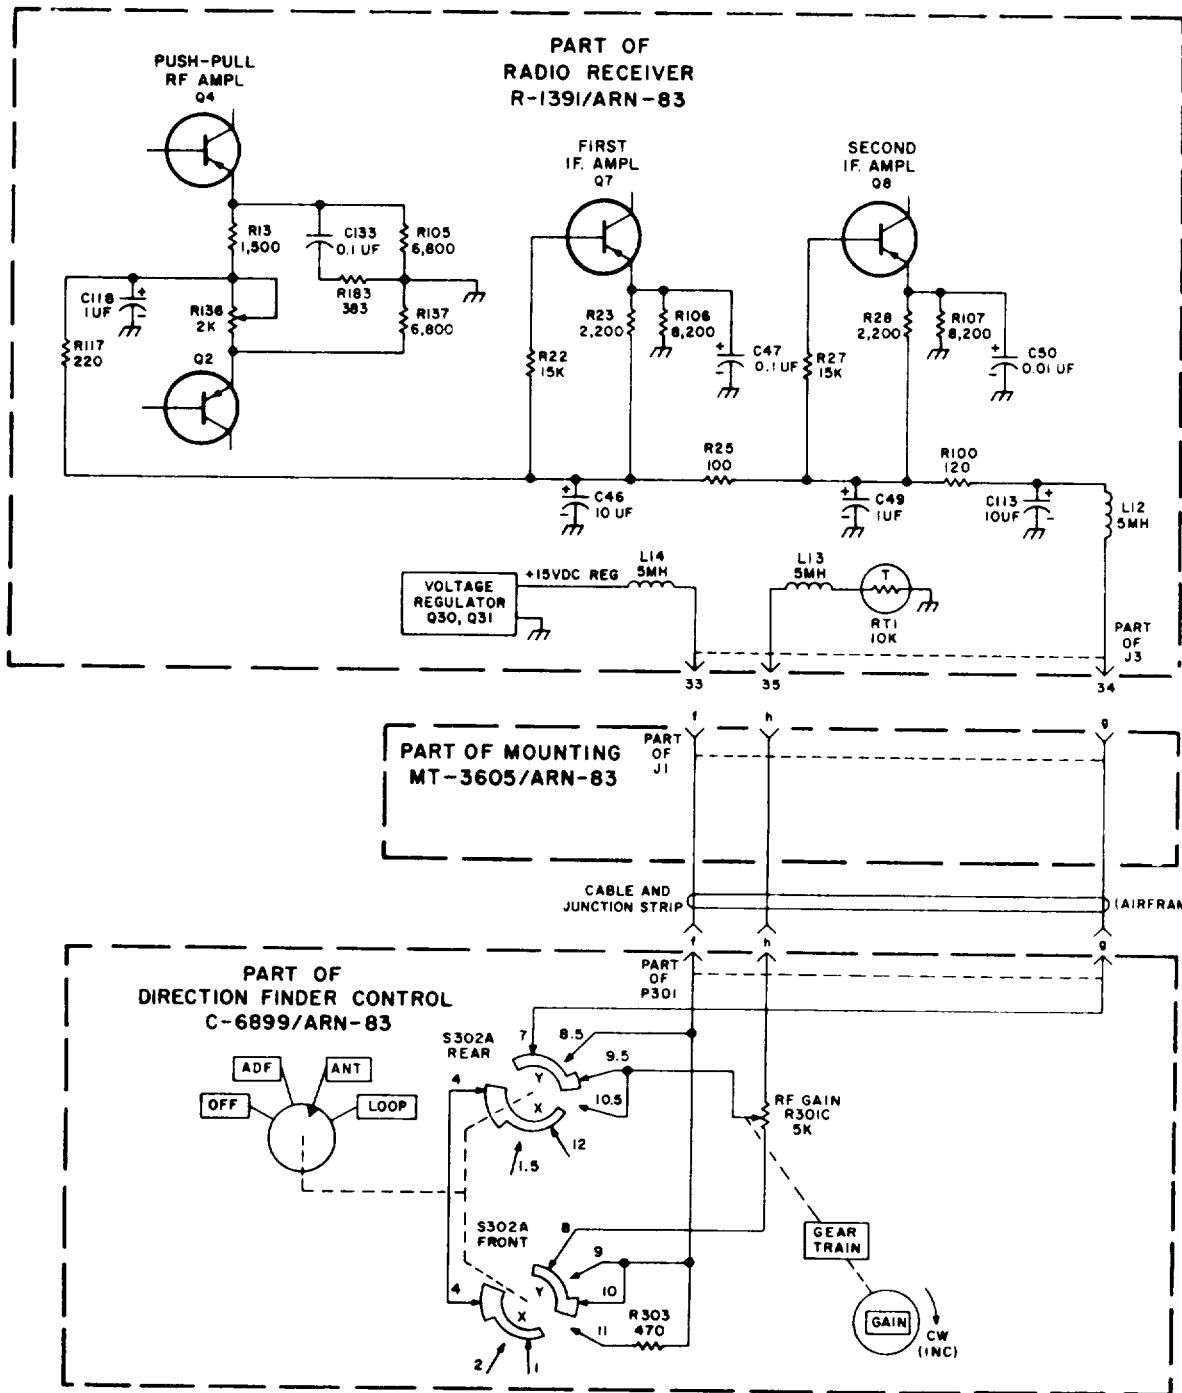 PART OF
RADIO RECEIVER
R-1391/ARN-83
PUSH-PULL
RF AMPL
Q4
FIRST
IF. AMPL
Q7
SECOND
IF. AMPL
Q8
R13
1,500
C133
0.1 UF
R105
6,800
C118
1UF
+
-
R136
2K
R183
383
R137
6,800
R117
220
Q2
R23
2,200
R106
8,200
R22
15K
+
-
C47
0.1UF
R28
2,200
R107
8,200
R27
15K
+
-
C50
0.01UF
R25
100
R100
120
+
-
C46
10UF
+
-
C49
1UF
C113
10UF
+
-
L12
5MH
VOLTAGE
REGULATOR
Q30, Q31
+15VDC REG
L14
5MH
L13
5MH
T
RT1
10K
PART
OF
J3
33
35
34
f
h
g
PART OF MOUNTING
MT-3605/ARN-83
PART
OF
J1
CABLE AND
JUNCTION STRIP
(AIRFRAM
f
h
g
PART OF
DIRECTION FINDER CONTROL
C-6899/ARN-83
PART
OF
P301
OFF
ADF
ANT
LOOP
S302A
REAR
7
8.5
9.5
10.5
4
Y
X
1.5
12
RF GAIN
R301C
5K
S302A
FRONT
8
9
10
4
Y
X
11
2
1
R303
470
GEAR
TRAIN
GAIN
CW
(INC)